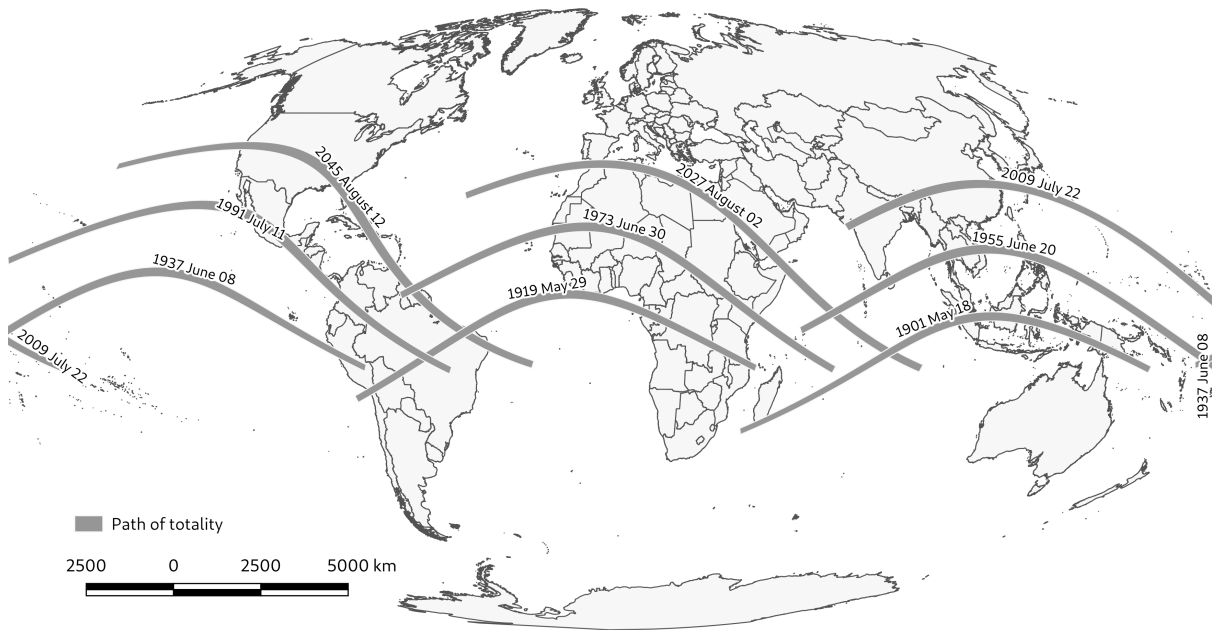 2045 August 12
2027 August 02
2009 July 22
1991 July 11
1973 June 30
1955 June 20
1937 June 08
1919 May 29
1901 May 18
2009 July 22
1937 June 08
Path of totality
2500 0 2500 5000 km